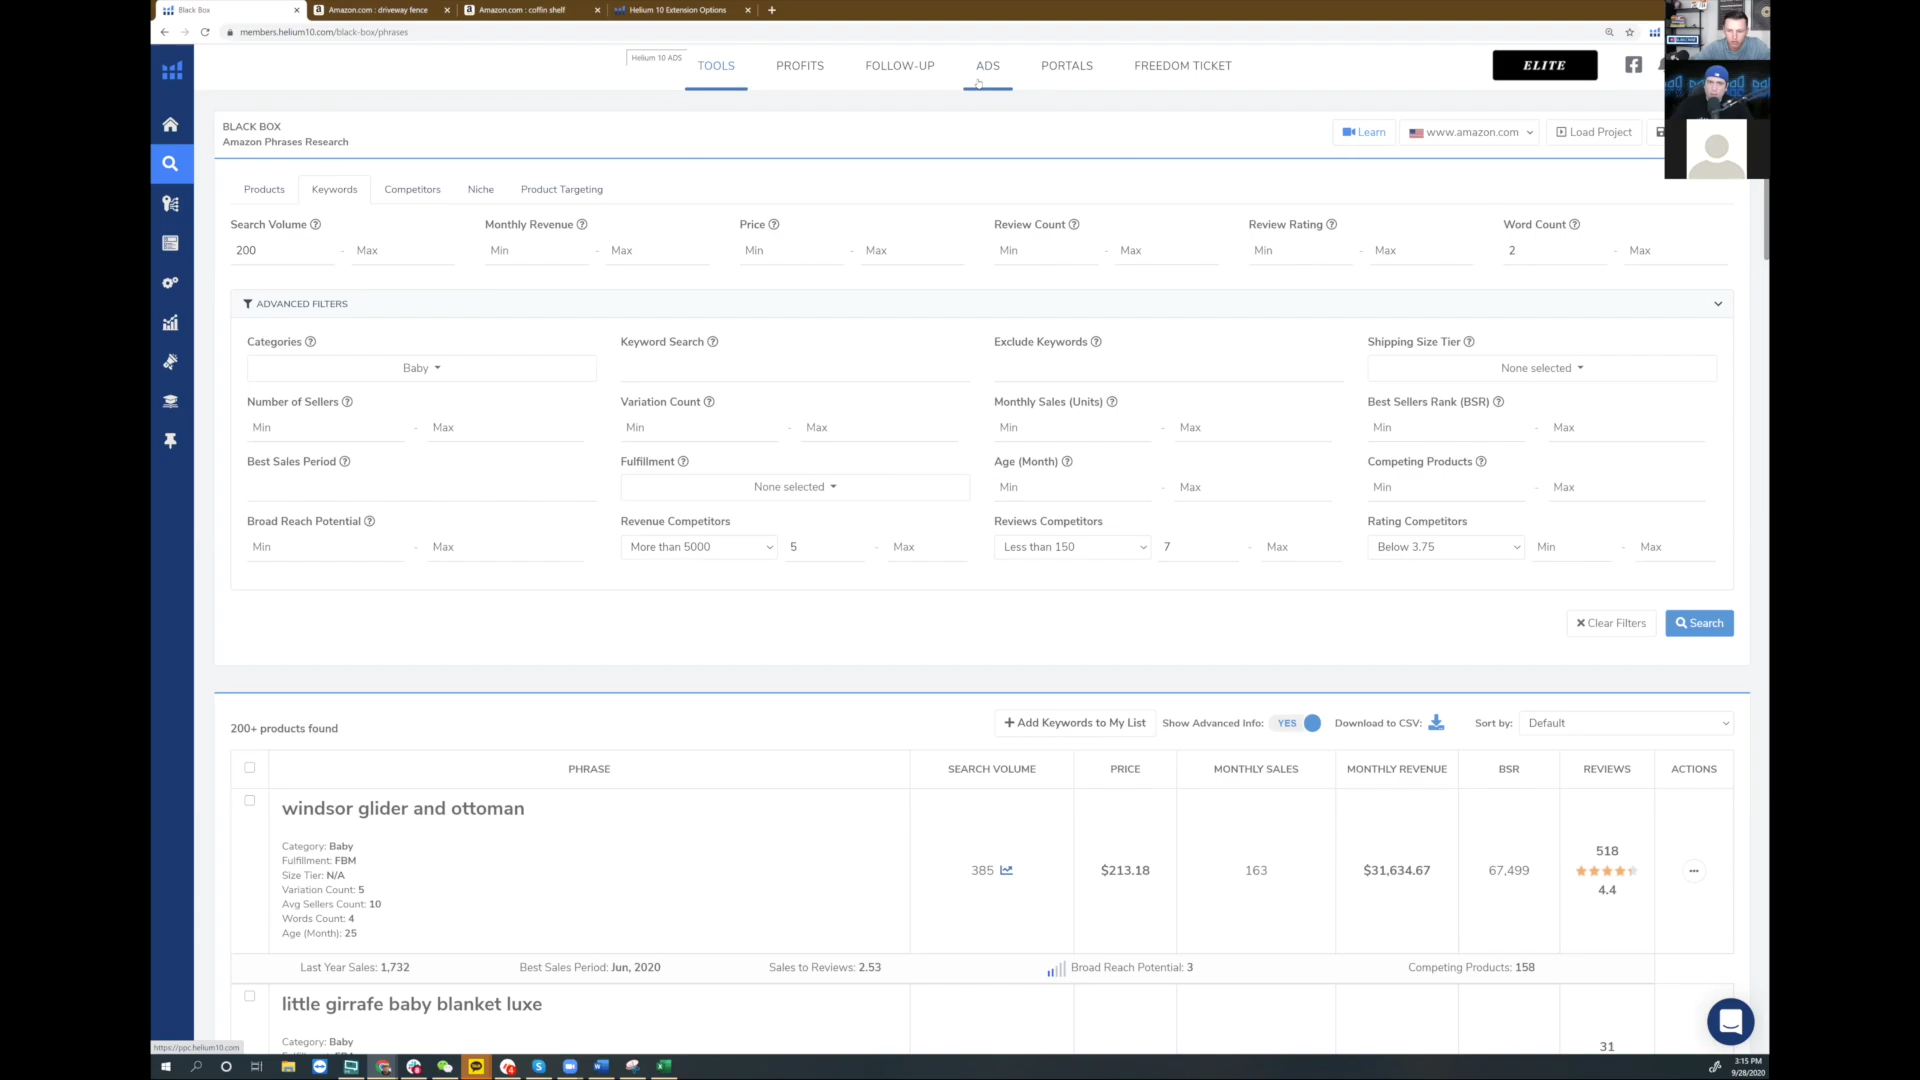 Black Box
Amazon.com : driveway fence
Amazon.com : coffin shelf
Helium 10 Extension Options
members.helium10.com/black-box/phrases
Helium 10 ADS
TOOLS
PROFITS
FOLLOW-UP
ADS
PORTALS
FREEDOM TICKET
ELITE
BLACK BOX
Amazon Phrases Research
Learn
www.amazon.com
Load Project
Products
Keywords
Competitors
Niche
Product Targeting
Search Volume
Monthly Revenue
Price
Review Count
Review Rating
Word Count
200 - Max
Min - Max
Min - Max
Min - Max
Min - Max
2 - Max
ADVANCED FILTERS
Categories
Keyword Search
Exclude Keywords
Shipping Size Tier
Baby
None selected
Number of Sellers
Variation Count
Monthly Sales (Units)
Best Sellers Rank (BSR)
Min - Max
Min - Max
Min - Max
Min - Max
Best Sales Period
Fulfillment
Age (Month)
Competing Products
None selected
Min - Max
Min - Max
Broad Reach Potential
Revenue Competitors
Reviews Competitors
Rating Competitors
Min - Max
More than 5000
5 - Max
Less than 150
7 - Max
Below 3.75
Min - Max
Clear Filters
Search
200+ products found
Add Keywords to My List
Show Advanced Info: YES
Download to CSV:
Sort by: Default
PHRASE
SEARCH VOLUME
PRICE
MONTHLY SALES
MONTHLY REVENUE
BSR
REVIEWS
ACTIONS
windsor glider and ottoman
Category: Baby
Fulfillment: FBM
Size Tier: N/A
Variation Count: 5
Avg Sellers Count: 10
Words Count: 4
Age (Month): 25
385
$213.18
163
$31,634.67
67,499
518
4.4
Last Year Sales: 1,732
Best Sales Period: Jun, 2020
Sales to Reviews: 2.53
Broad Reach Potential: 3
Competing Products: 158
little girrafe baby blanket luxe
Category: Baby
31
https://ppc.helium10.com
3:15 PM
9/28/2020